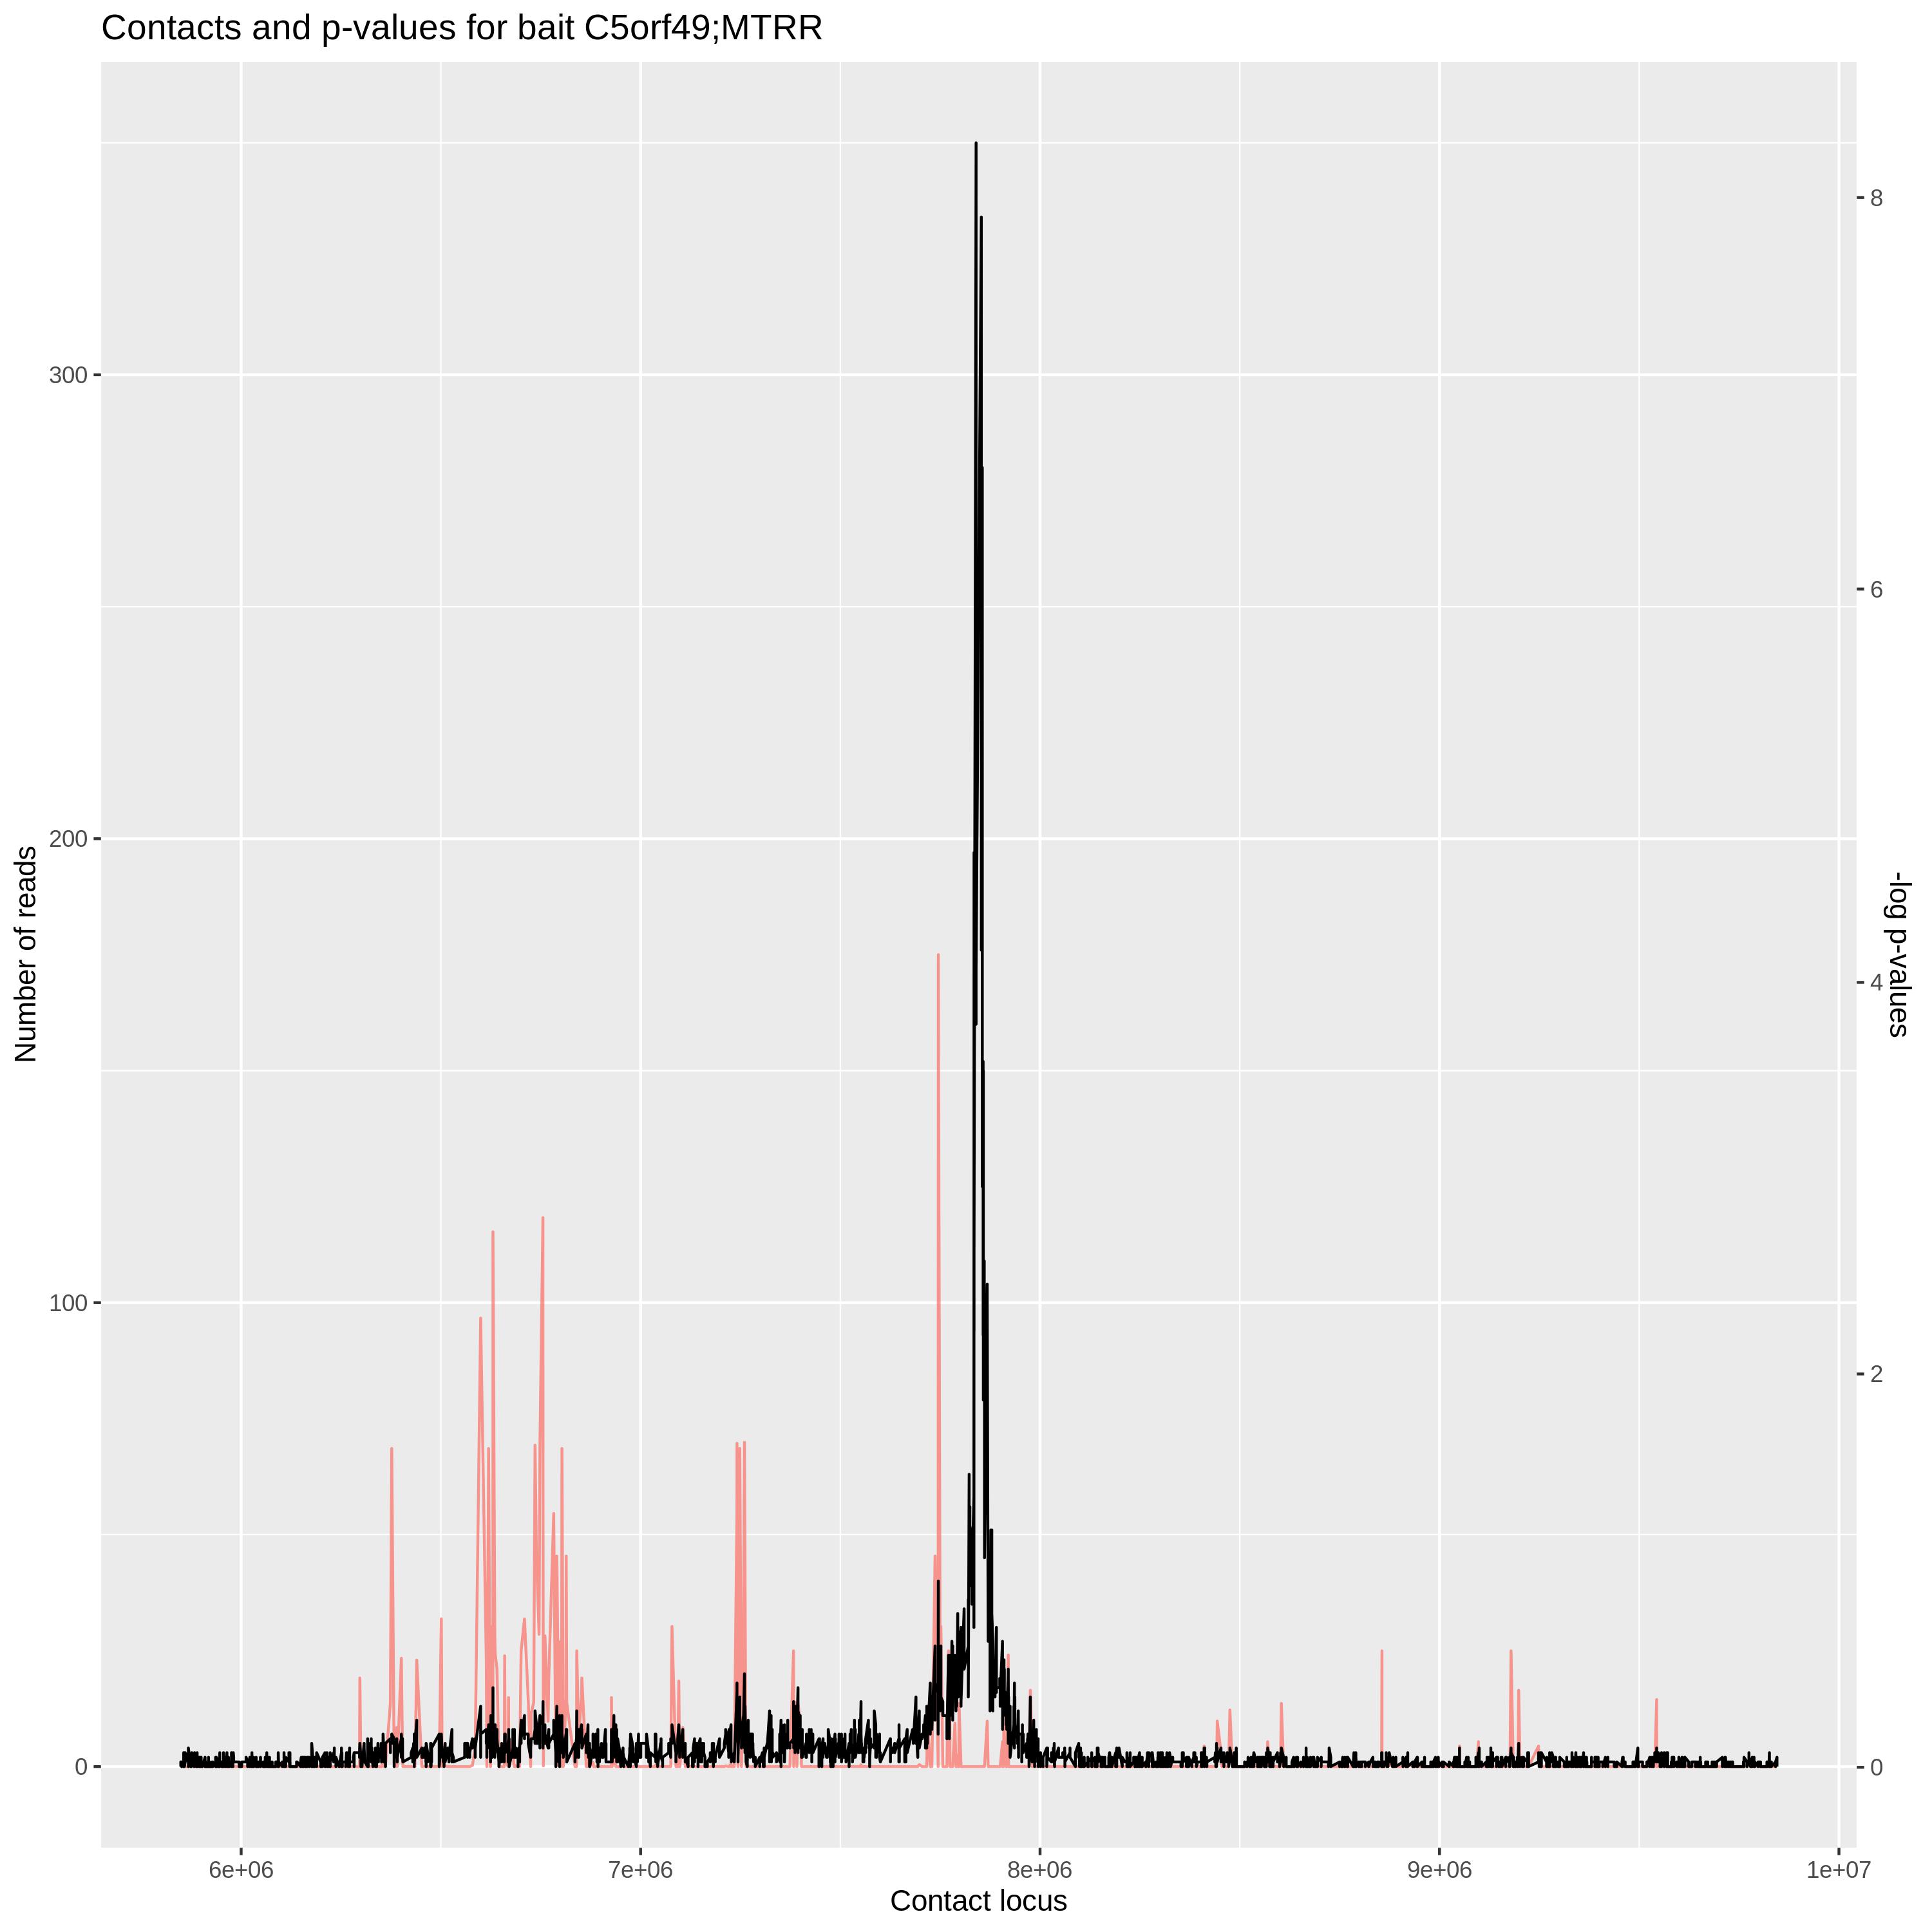 Contacts and p-values for bait C5orf49;MTRR
300
200
100
0
8
6
4
2
0
Number of reads
-log p-values
6e+06
7e+06
8e+06
9e+06
1e+07
Contact locus